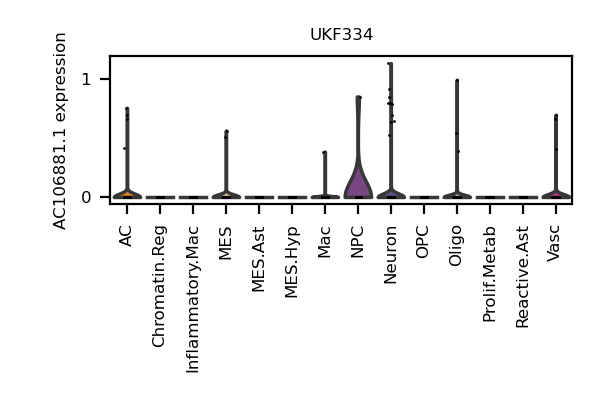 UKF334
AC106881.1 expression
1
0
AC
Chromatin.Reg
Inflammatory.Mac
MES
MES.Ast
MES.Hyp
Mac
NPC
Neuron
OPC
Oligo
Prolif.Metab
Reactive.Ast
Vasc